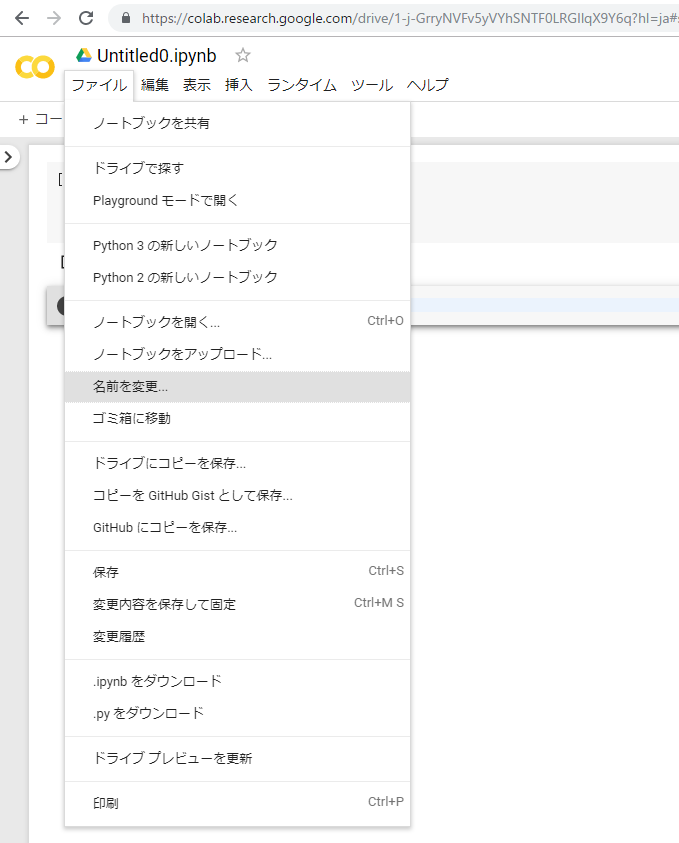 https://colab.research.google.com/drive/1-j-GrryNVFv5yVYhSNTF0LRGIlqX9Y6q?hl=ja#s
CO Untitled0.ipynb
ファイル 編集 表示 挿入 ランタイム ツール ヘルプ
+ コー
ノートブックを共有
ドライブで探す
[
Playground モードで開く
Python 3 の新しいノートブック
[
Python 2 の新しいノートブック
ノートブックを開く... Ctrl+O
ノートブックをアップロード...
名前を変更...
ゴミ箱に移動
ドライブにコピーを保存...
コピーを GitHub Gist として保存...
GitHub にコピーを保存...
保存 Ctrl+S
変更内容を保存して固定 Ctrl+M S
変更履歴
.ipynb をダウンロード
.py をダウンロード
ドライブ プレビューを更新
印刷 Ctrl+P